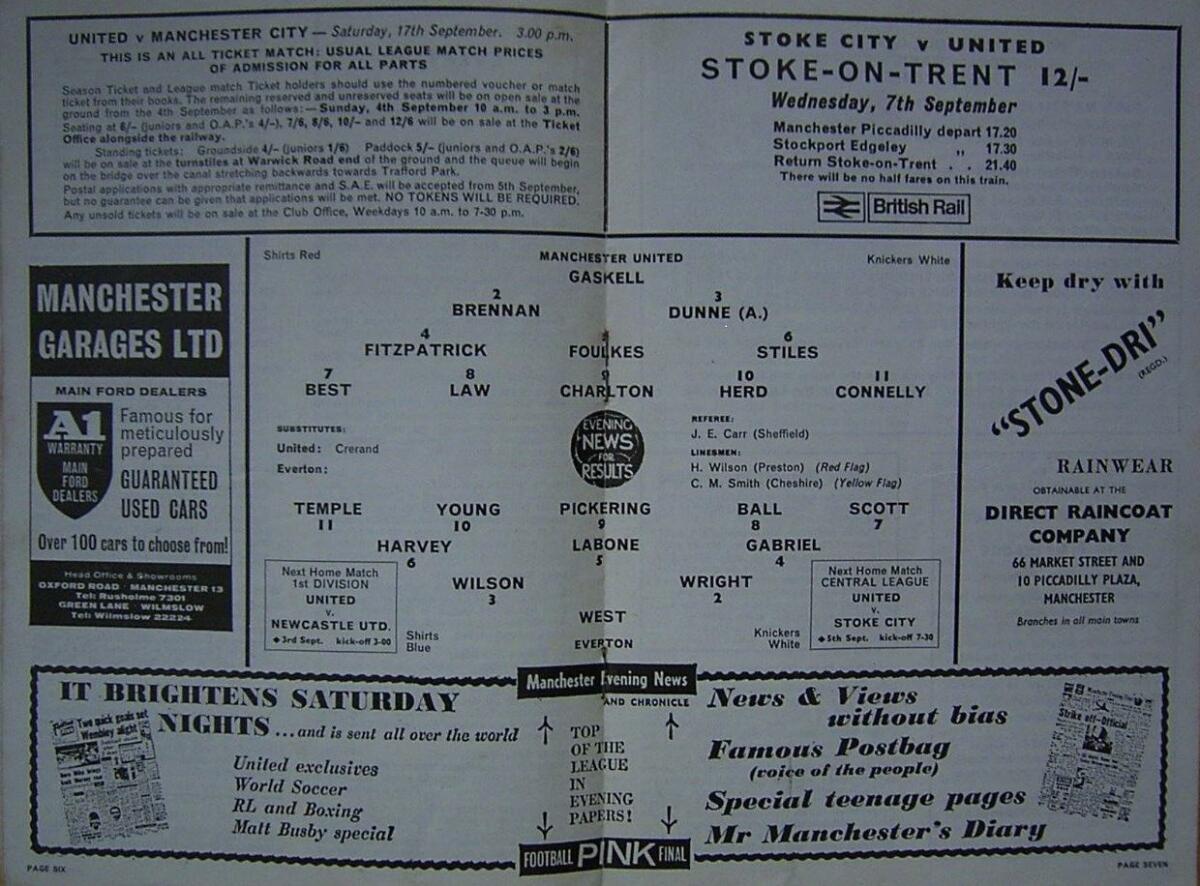 UNITED v MANCHESTER CITY — Saturday, 17th September. 3.00 p.m.
THIS IS AN ALL TICKET MATCH: USUAL LEAGUE MATCH PRICES
OF ADMISSION FOR ALL PARTS
Season Ticket and League match Ticket holders should use the numbered voucher or match
ticket from their books. The remaining reserved and unreserved seats will be on open sale at the
ground from the 4th September as follows:— Sunday, 4th September 10 a.m. to 3 p.m.
Seating at 6/- (juniors and O.A.P.'s 4/-), 7/6, 8/6, 10/- and 12/6 will be on sale at the Ticket
Office alongside the railway.
Standing tickets: Groundside 4/- (juniors 1/6) Paddock 5/- (juniors and O.A.P.'s 2/6)
will be on sale at the turnstiles at Warwick Road end of the ground and the queue will begin
on the bridge over the canal stretching backwards towards Trafford Park.
Postal applications with appropriate remittance and S.A.E. will be accepted from 5th September,
but no guarantee can be given that applications will be met. NO TOKENS WILL BE REQUIRED.
Any unsold tickets will be on sale at the Club Office, Weekdays 10 a.m. to 7-30 p.m.
STOKE CITY v UNITED
STOKE-ON-TRENT 12/-
Wednesday, 7th September
Manchester Piccadilly depart 17.20
Stockport Edgeley ,, 17.30
Return Stoke-on-Trent . . 21.40
There will be no half fares on this train.
British Rail
MANCHESTER
GARAGES LTD
MAIN FORD DEALERS
A1
WARRANTY
MAIN
FORD
DEALERS
Famous for
meticulously
prepared
GUARANTEED
USED CARS
Over 100 cars to choose from!
Head Office & Showrooms
OXFORD ROAD · MANCHESTER 13
Tel: Rusholme 7301
GREEN LANE · WILMSLOW
Tel: Wilmslow 22224
Shirts Red MANCHESTER UNITED Knickers White
GASKELL
2 3
BRENNAN DUNNE (A.)
4 5 6
FITZPATRICK FOULKES STILES
7 8 9 10 11
BEST LAW CHARLTON HERD CONNELLY
SUBSTITUTES:
United: Crerand
Everton:
EVENING
NEWS
FOR
RESULTS
REFEREE:
J. E. Carr (Sheffield)
LINESMEN:
H. Wilson (Preston) (Red Flag)
C. M. Smith (Cheshire) (Yellow Flag)
TEMPLE YOUNG PICKERING BALL SCOTT
11 10 9 8 7
HARVEY LABONE GABRIEL
6 5 4
WILSON WRIGHT
3 2
WEST
EVERTON
Next Home Match
1st DIVISION
UNITED
v.
NEWCASTLE UTD.
3rd Sept. kick-off 3-00
Shirts
Blue
Knickers
White
Next Home Match
CENTRAL LEAGUE
UNITED
v.
STOKE CITY
5th Sept. kick-off 7-30
Keep dry with
"STONE-DRI"
(REGD.)
RAINWEAR
OBTAINABLE AT THE
DIRECT RAINCOAT
COMPANY
66 MARKET STREET AND
10 PICCADILLY PLAZA,
MANCHESTER
Branches in all main towns
IT BRIGHTENS SATURDAY
NIGHTS ...and is sent all over the world
United exclusives
World Soccer
RL and Boxing
Matt Busby special
Two quick goals set
Wembley alight
Manchester Evening News
AND CHRONICLE
TOP
OF THE
LEAGUE
IN
EVENING
PAPERS!
FOOTBALL PINK FINAL
News & Views
without bias
Famous Postbag
(voice of the people)
Special teenage pages
Mr Manchester's Diary
Strike off-Official
PAGE SIX
PAGE SEVEN